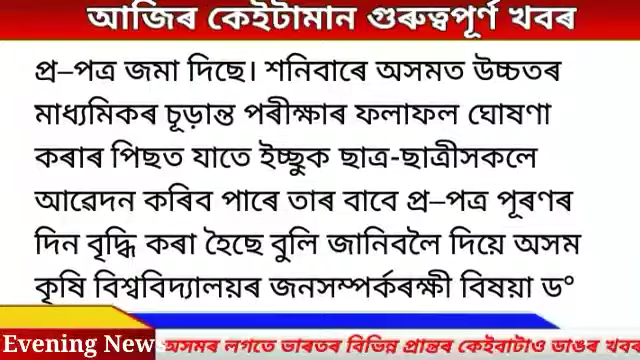 আজিৰ কেইটামান গুৰুত্বপূৰ্ণ খবৰ
প্ৰ–পত্ৰ জমা দিছে। শনিবাৰে অসমত উচ্চতৰ
মাধ্যমিকৰ চূড়ান্ত পৰীক্ষাৰ ফলাফল ঘোষণা
কৰাৰ পিছত যাতে ইচ্ছুক ছাত্ৰ-ছাত্ৰীসকলে
আৱেদন কৰিব পাৰে তাৰ বাবে প্ৰ–পত্ৰ পূৰণৰ
দিন বৃদ্ধি কৰা হৈছে বুলি জানিবলৈ দিয়ে অসম
কৃষি বিশ্ববিদ্যালয়ৰ জনসম্পৰ্কৰক্ষী বিষয়া ড°
Evening News অসমৰ লগতে ভাৰতৰ বিভিন্ন প্ৰান্তৰ কেইবাটাও ডাঙৰ খবৰ